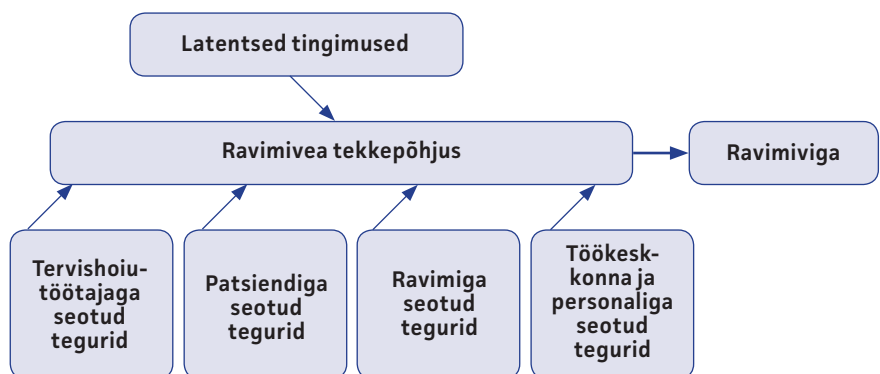 Latentsed tingimused
Ravimivea tekkepõhjus
Ravimiviga
Tervishoiu-
töötajaga
seotud
tegurid
Patsiendiga
seotud
tegurid
Ravimiga
seotud
tegurid
Töökesk-
konna ja
personaliga
seotud
tegurid